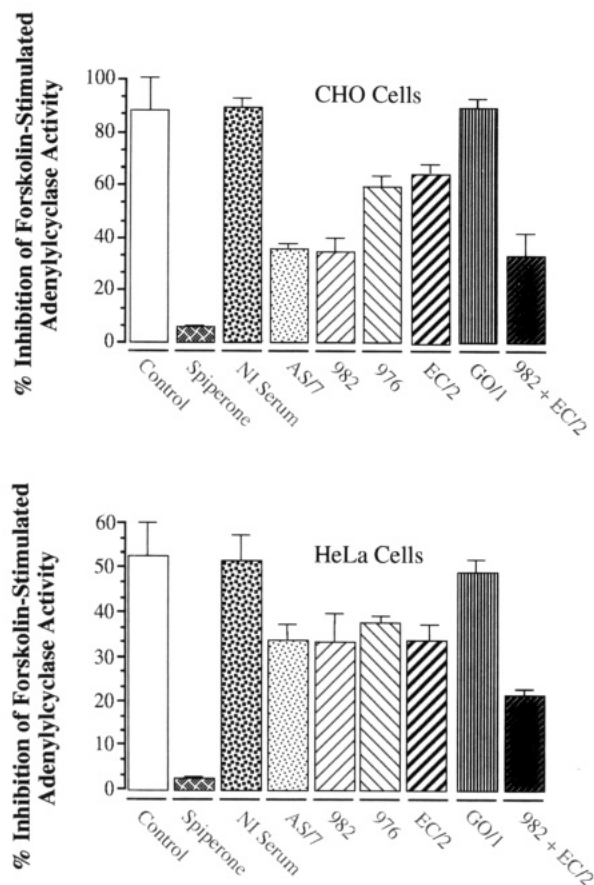 % Inhibition of Forskolin-Stimulated
Adenylylcyclase Activity
CHO Cells
100
80
60
40
20
0
Control
Spiperone
NI Serum
AS/7
982
976
EC/2
GO/1
982 + EC/2
% Inhibition of Forskolin-Stimulated
Adenylylcyclase Activity
HeLa Cells
60
50
40
30
20
10
0
Control
Spiperone
NI Serum
AS/7
982
976
EC/2
GO/1
982 + EC/2